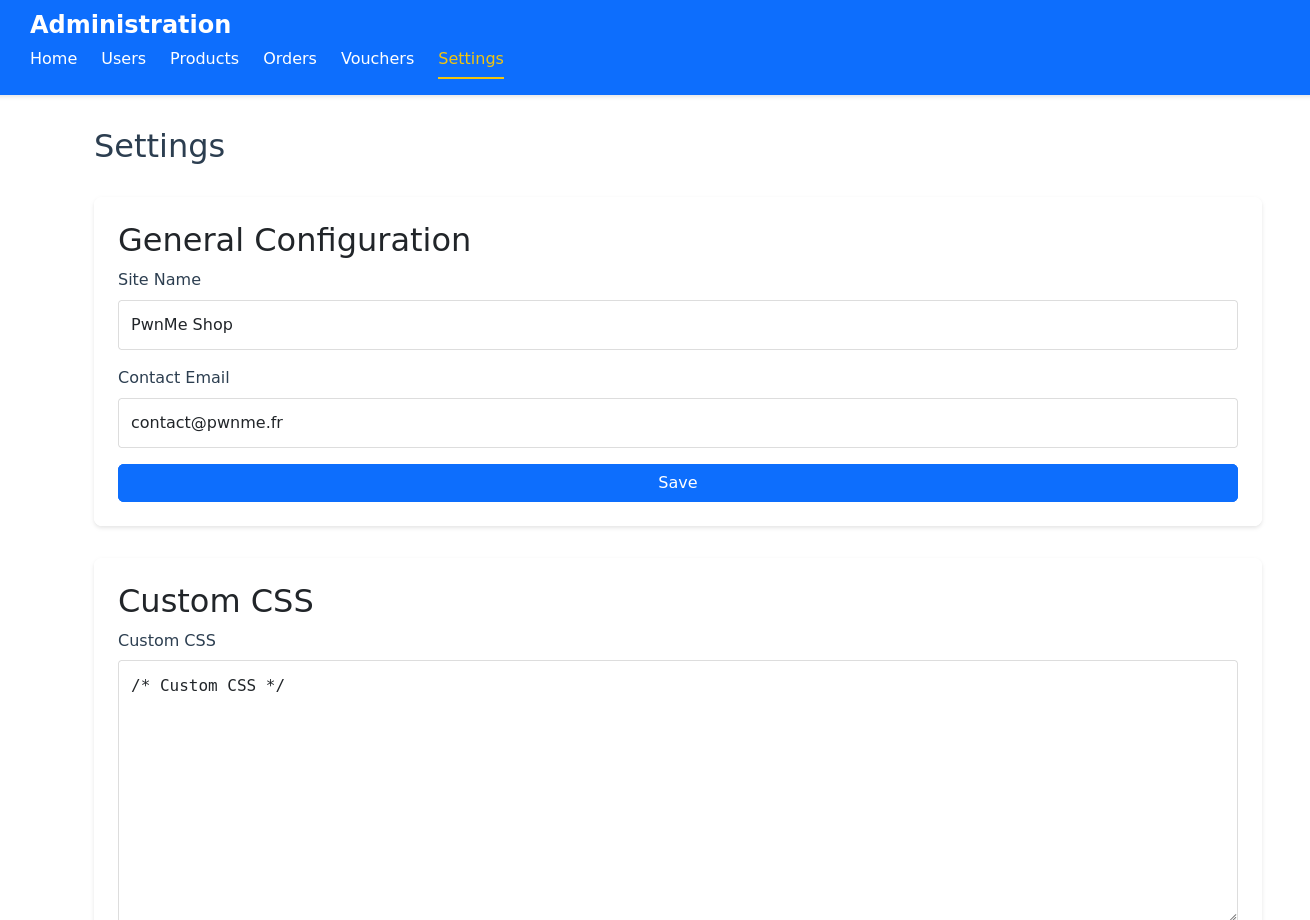 Administration
Home Users Products Orders Vouchers Settings
Settings
General Configuration
Site Name
PwnMe Shop
Contact Email
contact@pwnme.fr
Save
Custom CSS
Custom CSS
/* Custom CSS */